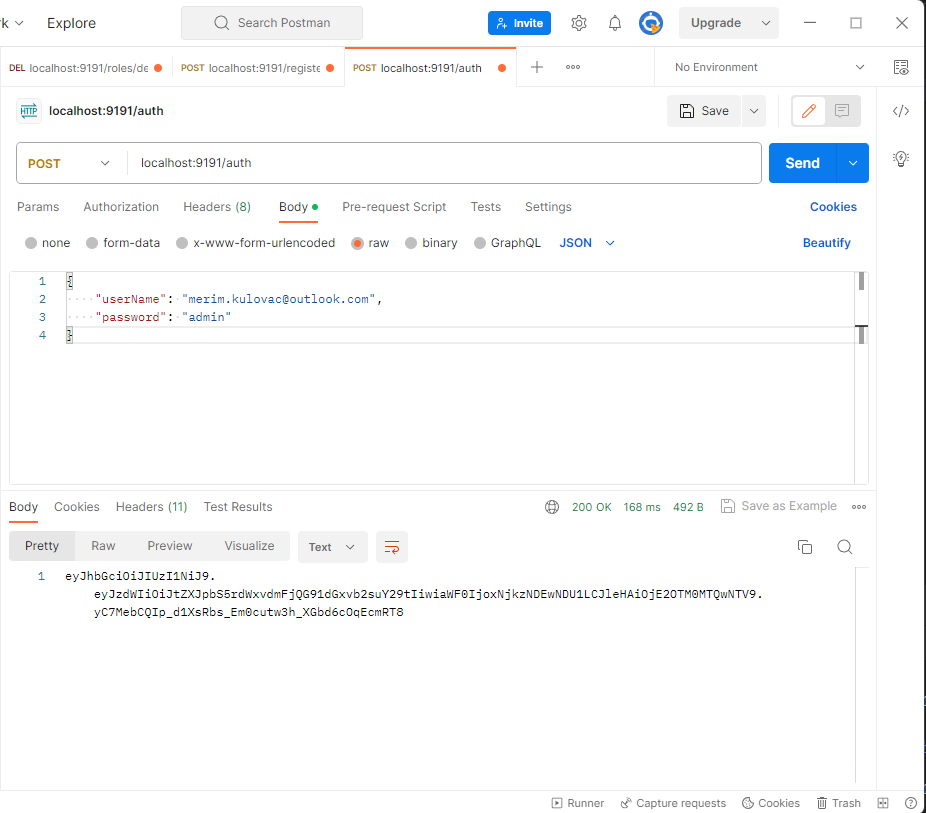 rk
Explore
Search Postman
Invite
Upgrade
DEL localhost:9191/roles/de
POST localhost:9191/registe
POST localhost:9191/auth
No Environment
HTTP localhost:9191/auth
Save
POST
localhost:9191/auth
Send
Params Authorization Headers (8) Body Pre-request Script Tests Settings
Cookies
none form-data x-www-form-urlencoded raw binary GraphQL JSON
Beautify
1 {
2 "userName": "merim.kulovac@outlook.com",
3 "password": "admin"
4 }
Body Cookies Headers (11) Test Results
200 OK 168 ms 492 B Save as Example
Pretty Raw Preview Visualize Text
1 eyJhbGciOiJIUzI1NiJ9.
eyJzdWIiOiJtZXJpbS5rdWxvdmFjQG91dGxvb2suY29tIiwiaWF0IjoxNjkzNDEwNDU1LCJleHAiOjE2OTM0MTQwNTV9.
yC7MebCQIp_d1XsRbs_Em0cutw3h_XGbd6cOqEcmRT8
Runner Capture requests Cookies Trash